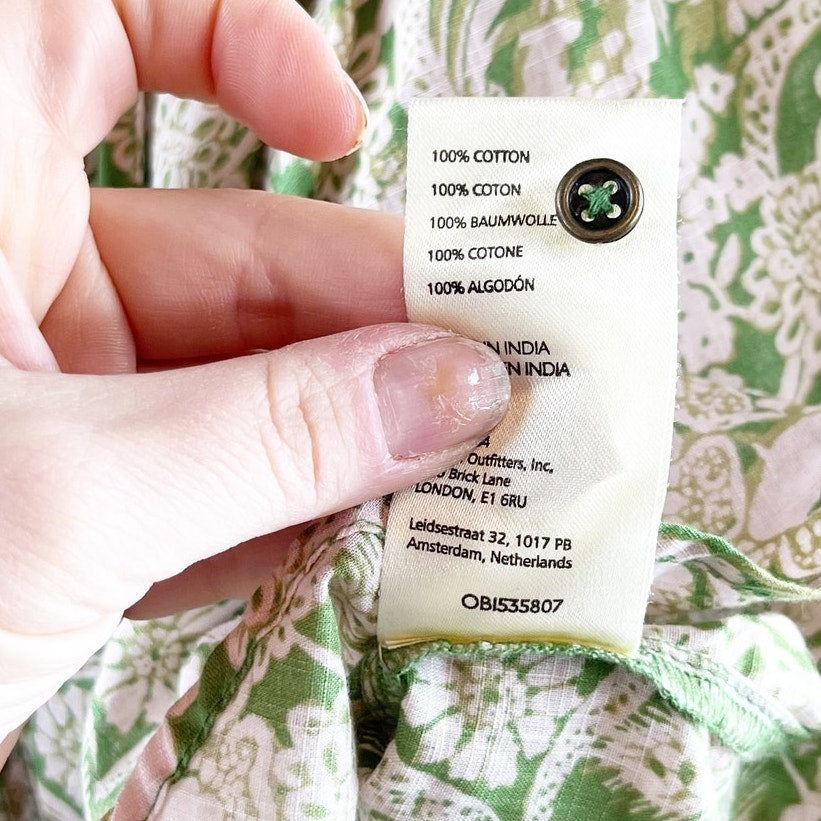 100% COTTON
100% COTON
100% BAUMWOLLE
100% COTONE
100% ALGODÓN
IN INDIA
EN INDIA
Outfitters, Inc,
Brick Lane
LONDON, E1 6RU
Leidsestraat 32, 1017 PB
Amsterdam, Netherlands
OBI535807